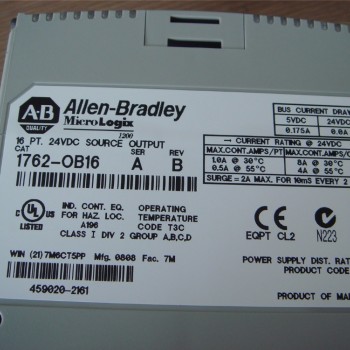 A-B
QUALITY
Allen-Bradley
MicroLogix
1200
16 PT. 24VDC SOURCE OUTPUT
CAT SER REV
1762-OB16 A B
BUS CURRENT DRAW
5VDC 24VDC
0.175A 0.0A
CURRENT RATING @ 24VDC
MAX.CONT.AMPS/PT MAX.CONT.AMPS/
1.0A @ 30°C 8A @ 30°C
0.5A @ 55°C 4A @ 55°C
SURGE = 2A MAX. FOR 10mS EVERY 2
C UL US
LISTED
IND. CONT. EQ.
FOR HAZ. LOC.
A196
OPERATING
TEMPERATURE
CODE T3C
CLASS I DIV 2 GROUP A,B,C,D
CE
EQPT CL2
N223
WIN (21) 7M6CT5PP Mfg. 0808 Fac. 7M
459020-2161
POWER SUPPLY DIST. RAT
PRODUCT CODE
PRODUCT OF MA